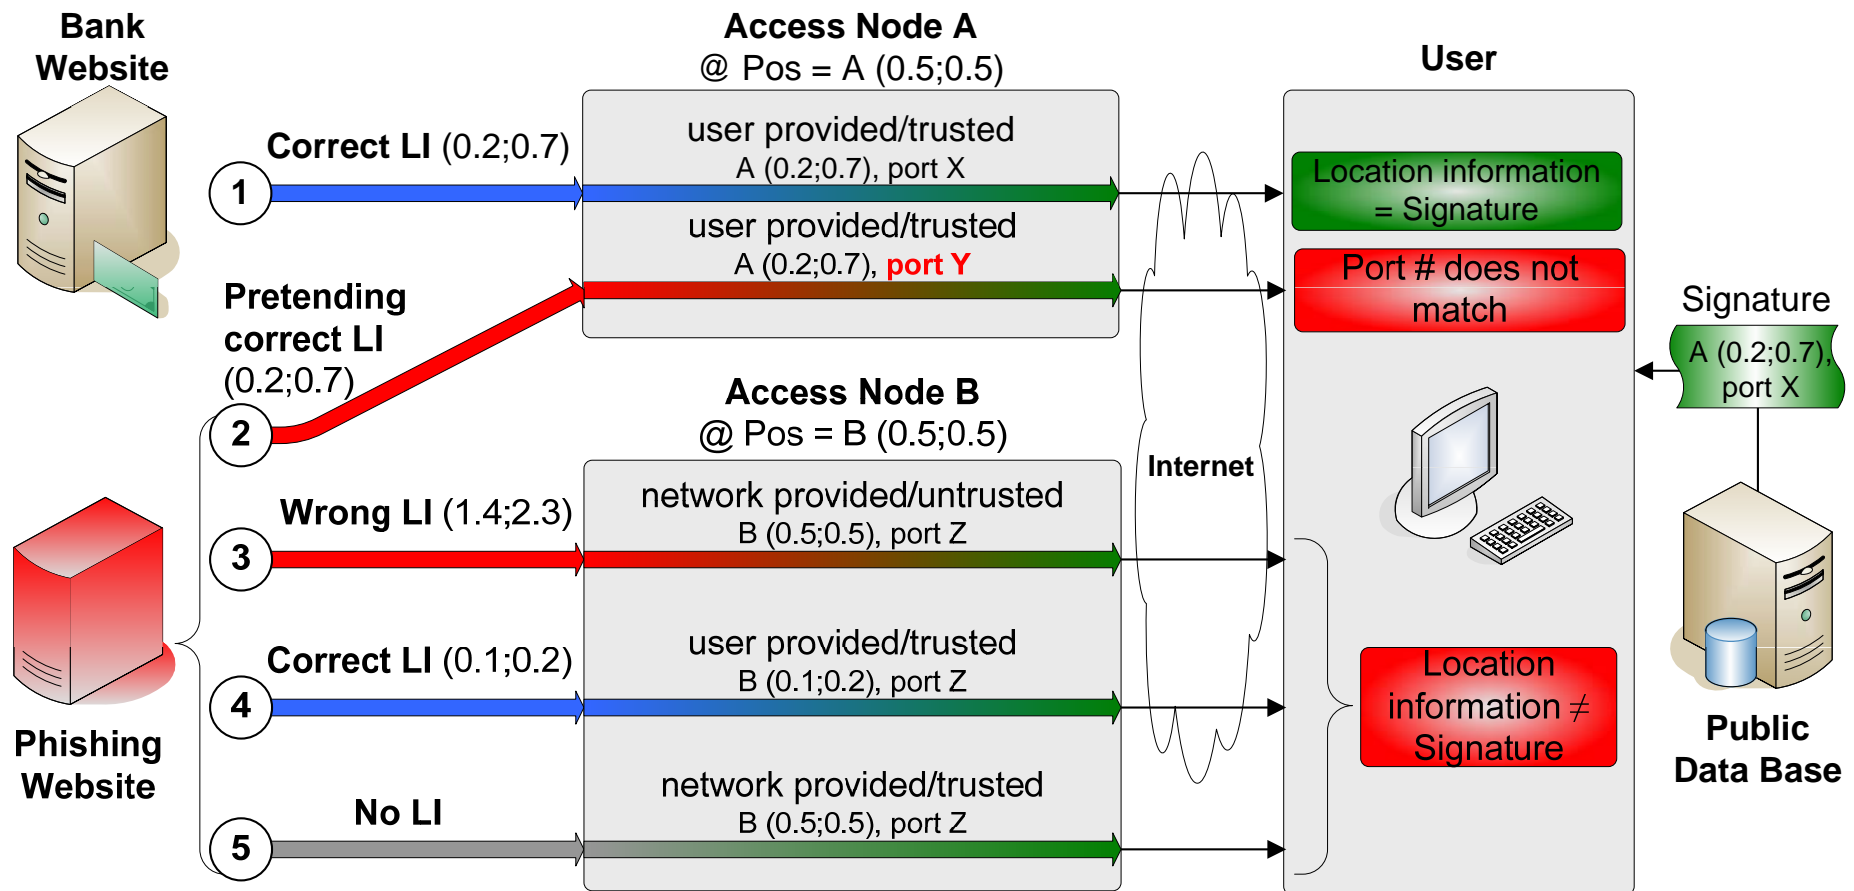 Bank
Website
Access Node A
@ Pos = A (0.5;0.5)
User
Correct LI (0.2;0.7)
1
user provided/trusted
A (0.2;0.7), port X
Location information
= Signature
user provided/trusted
A (0.2;0.7), port Y
Port # does not
match
Pretending
correct LI
(0.2;0.7)
2
Signature
A (0.2;0.7),
port X
Access Node B
@ Pos = B (0.5;0.5)
Internet
Wrong LI (1.4;2.3)
3
network provided/untrusted
B (0.5;0.5), port Z
Correct LI (0.1;0.2)
4
user provided/trusted
B (0.1;0.2), port Z
Location
information ≠
Signature
Phishing
Website
Public
Data Base
No LI
5
network provided/trusted
B (0.5;0.5), port Z